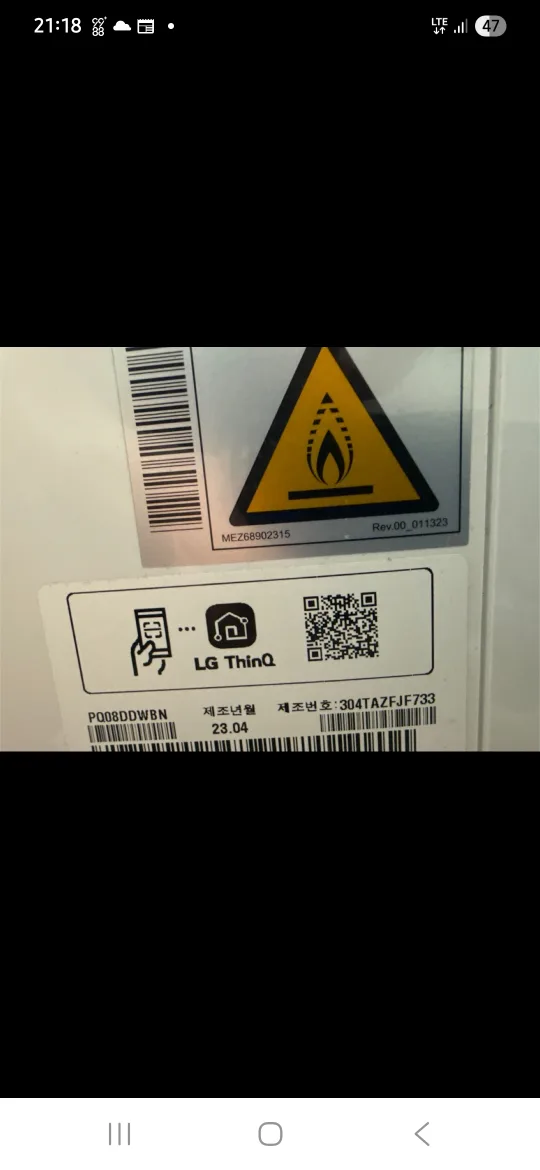 21:18
LTE
47
MEZ68902315
Rev.00_011323
LG ThinQ
PQ08DDWBN
제조년월
제조번호:304TAZFJF733
23.04